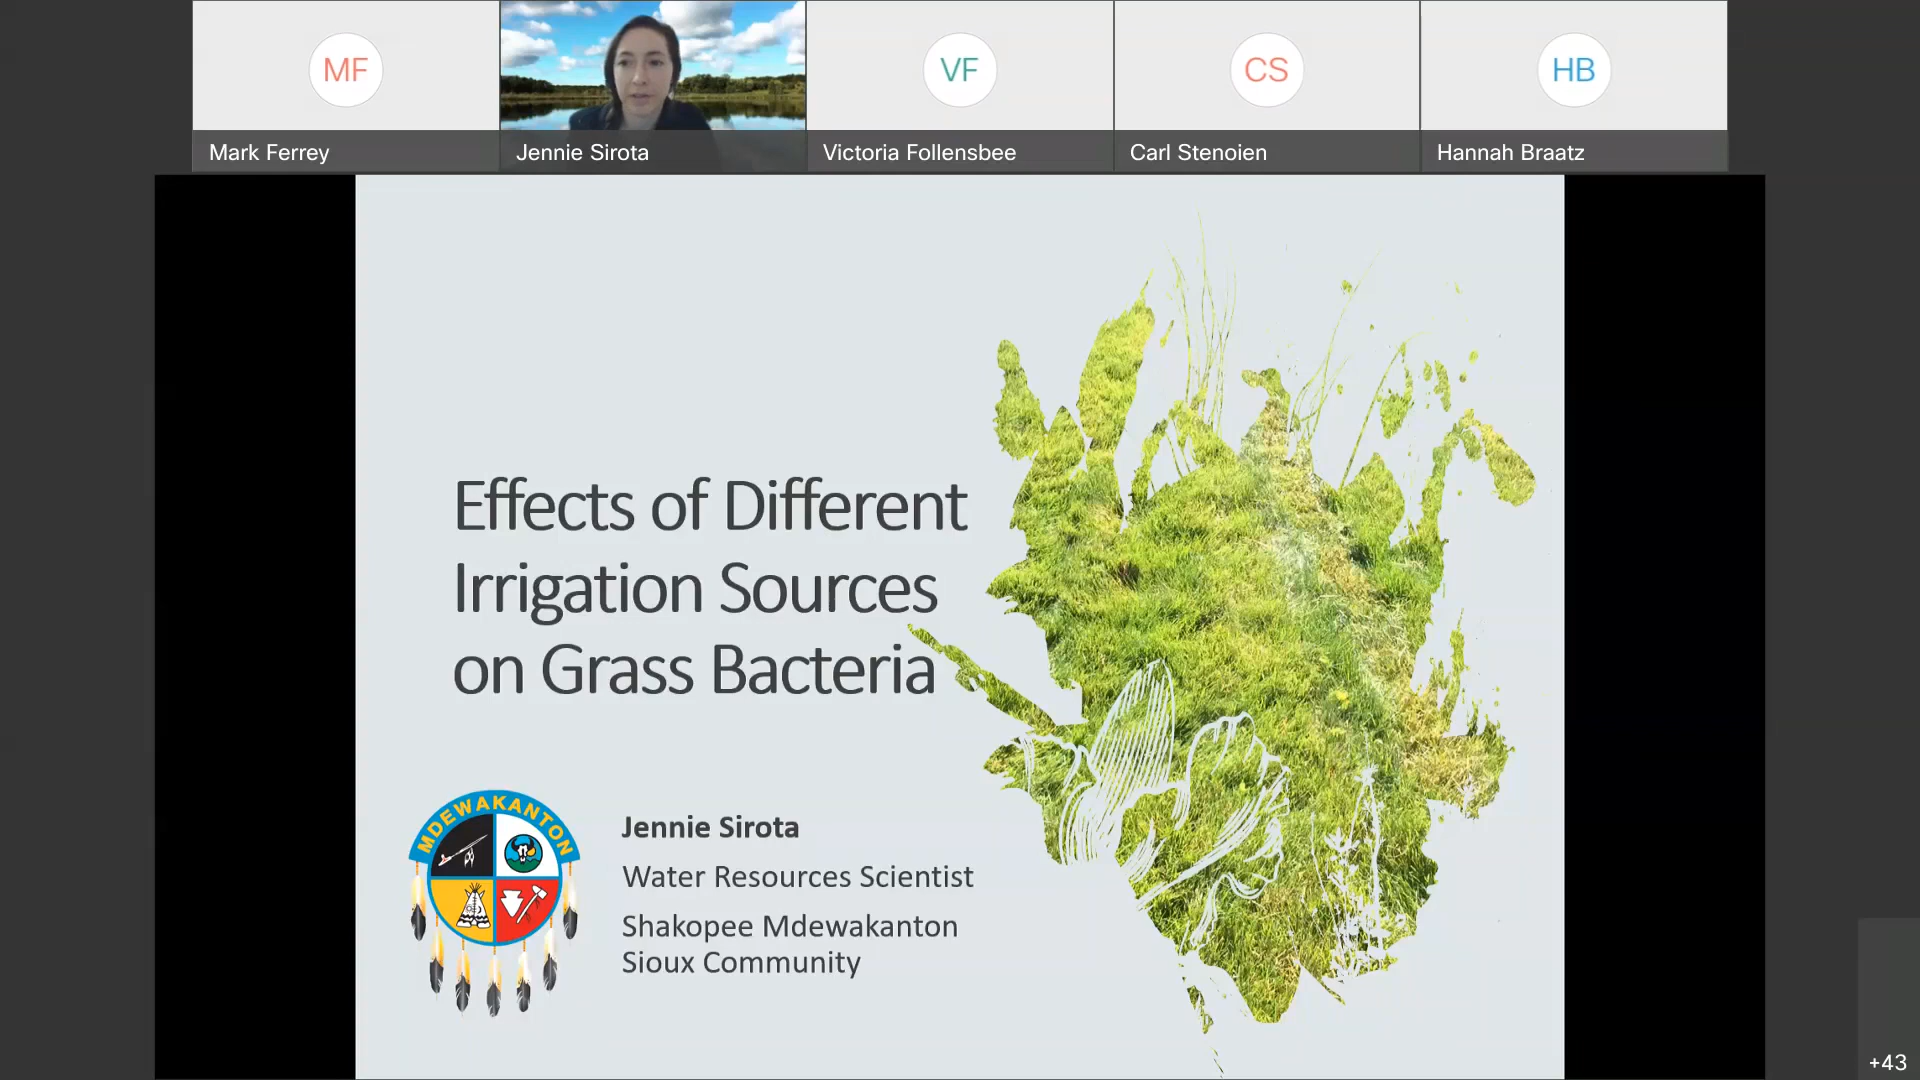 MF
VF
CS
HB
Mark Ferrey
Jennie Sirota
Victoria Follensbee
Carl Stenoien
Hannah Braatz
Effects of Different
Irrigation Sources
on Grass Bacteria
MDEWAKANTON
Jennie Sirota
Water Resources Scientist
Shakopee Mdewakanton
Sioux Community
+43